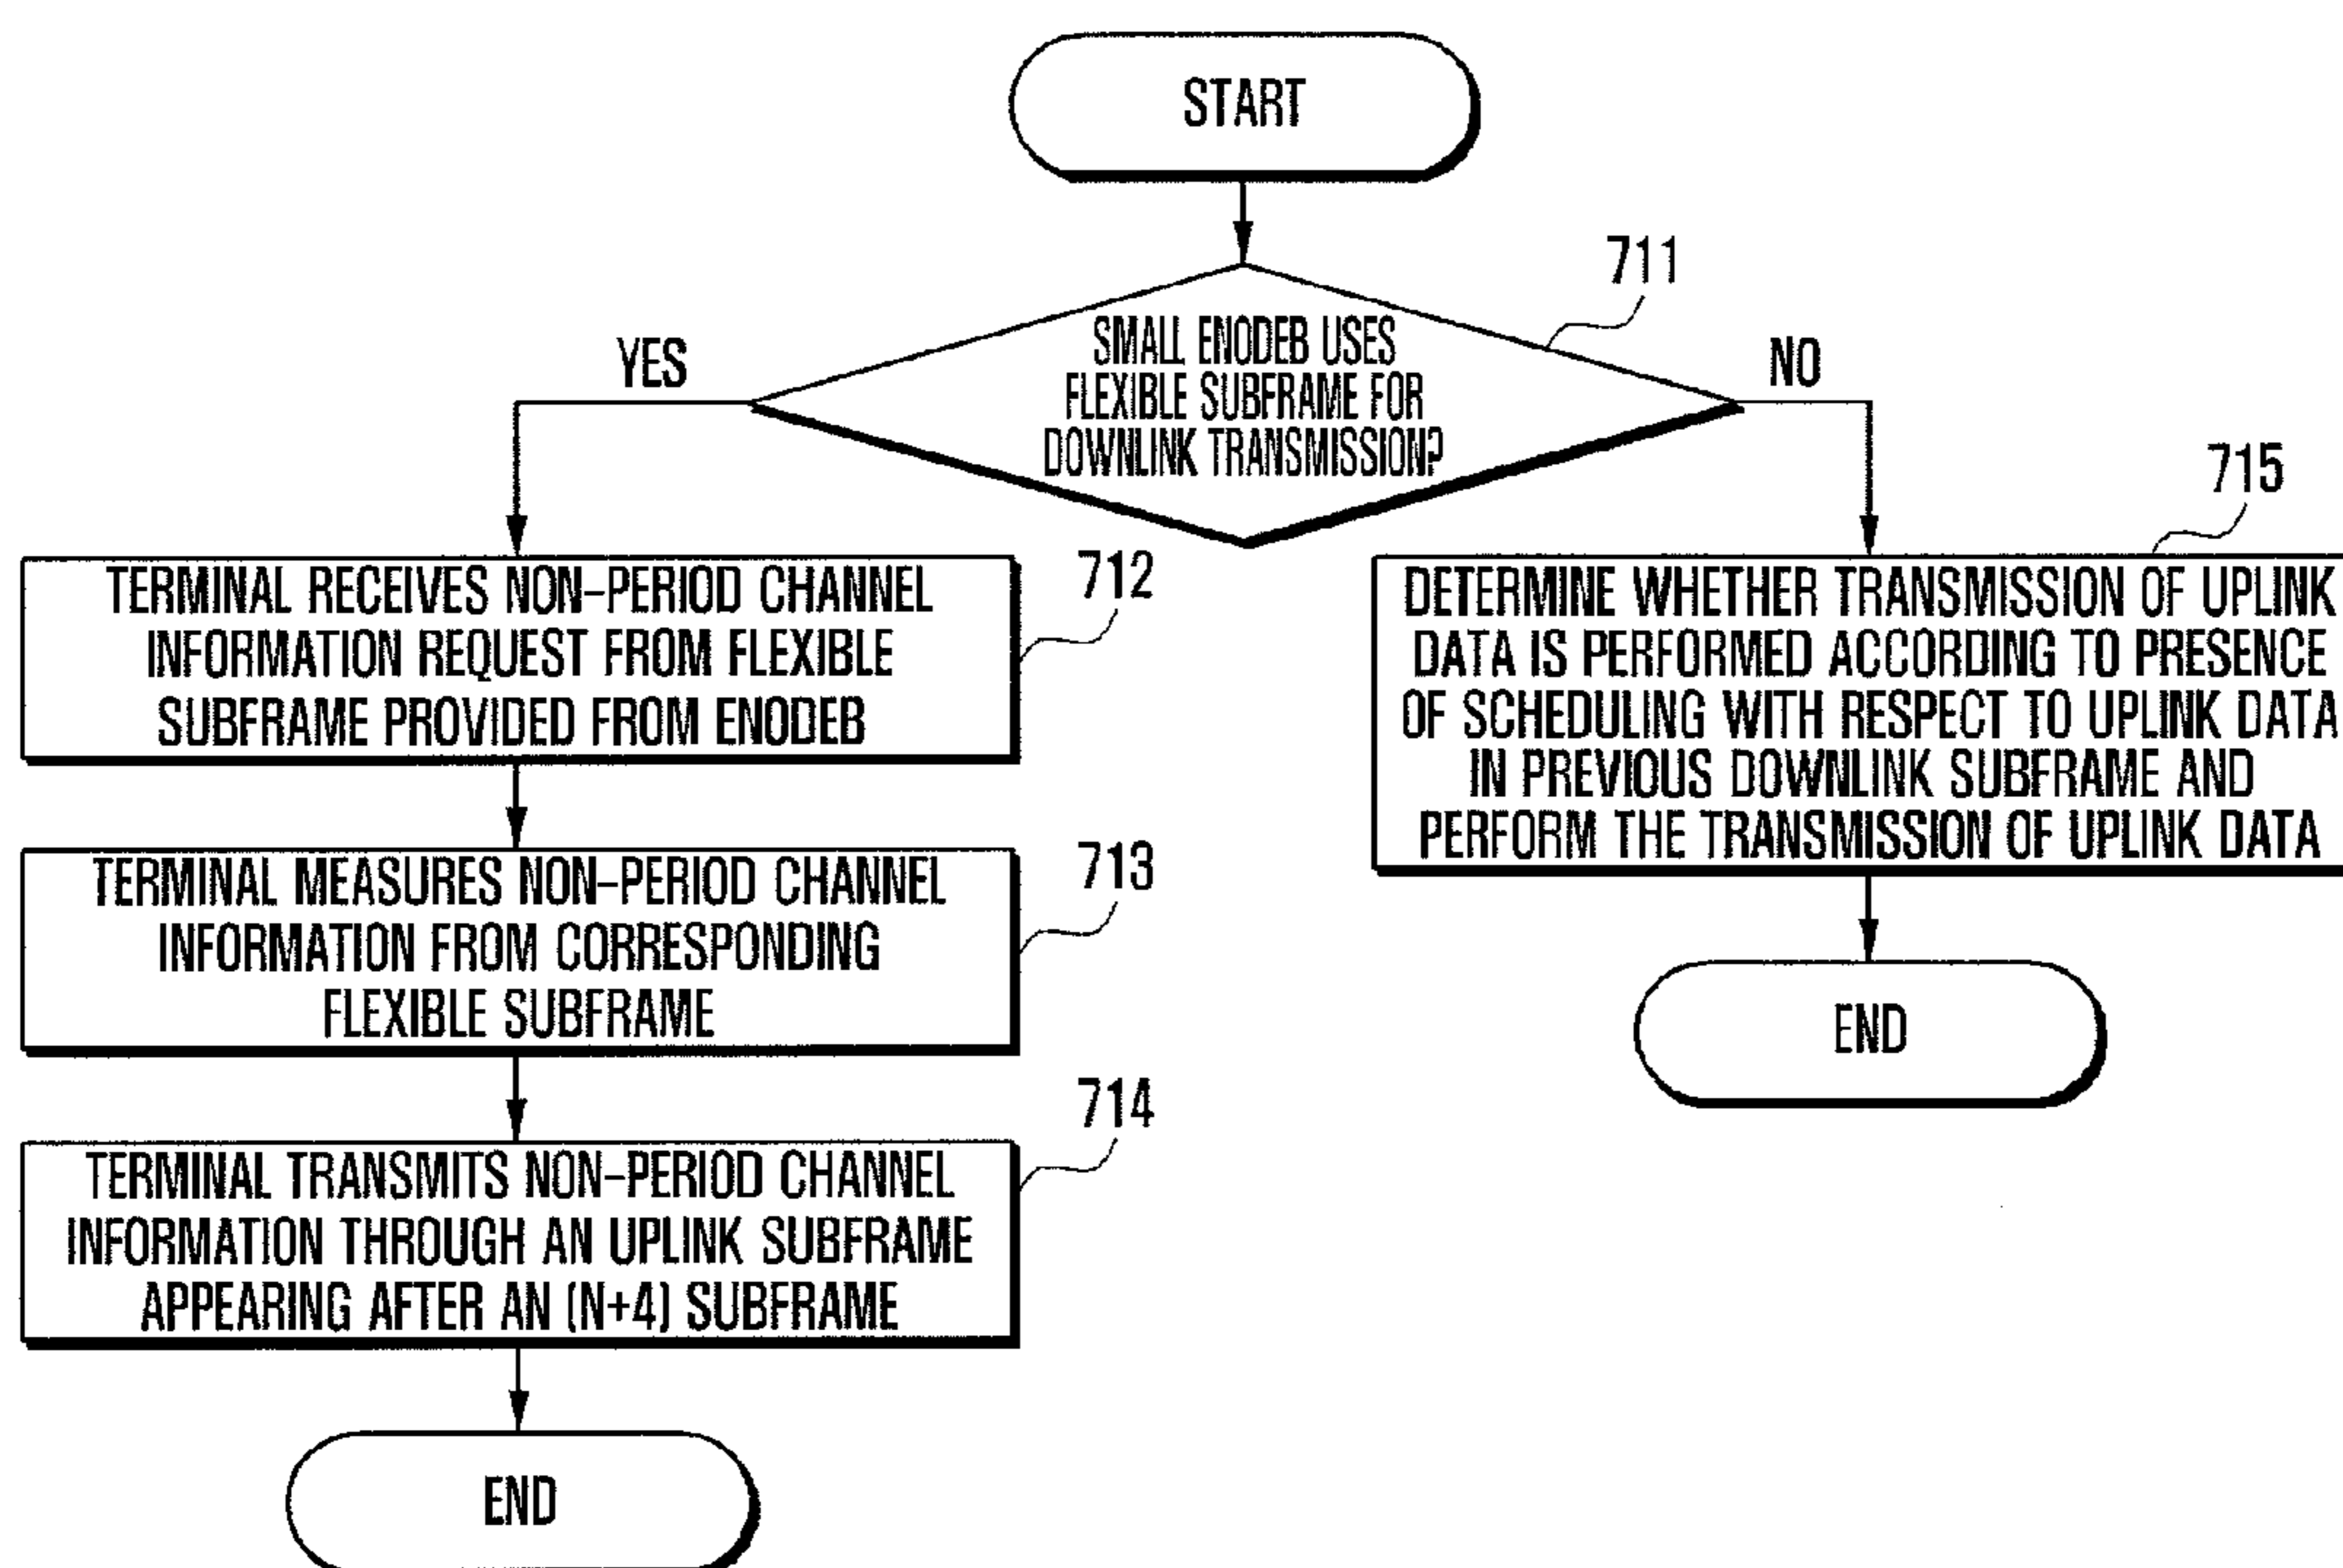 START
711
SMALL ENODEB USES
FLEXIBLE SUBFRAME FOR
DOWNLINK TRANSMISSION?
YES
NO
712
TERMINAL RECEIVES NON-PERIOD CHANNEL
INFORMATION REQUEST FROM FLEXIBLE
SUBFRAME PROVIDED FROM ENODEB
713
TERMINAL MEASURES NON-PERIOD CHANNEL
INFORMATION FROM CORRESPONDING
FLEXIBLE SUBFRAME
714
TERMINAL TRANSMITS NON-PERIOD CHANNEL
INFORMATION THROUGH AN UPLINK SUBFRAME
APPEARING AFTER AN (N+4) SUBFRAME
END
715
DETERMINE WHETHER TRANSMISSION OF UPLINK
DATA IS PERFORMED ACCORDING TO PRESENCE
OF SCHEDULING WITH RESPECT TO UPLINK DATA
IN PREVIOUS DOWNLINK SUBFRAME AND
PERFORM THE TRANSMISSION OF UPLINK DATA
END